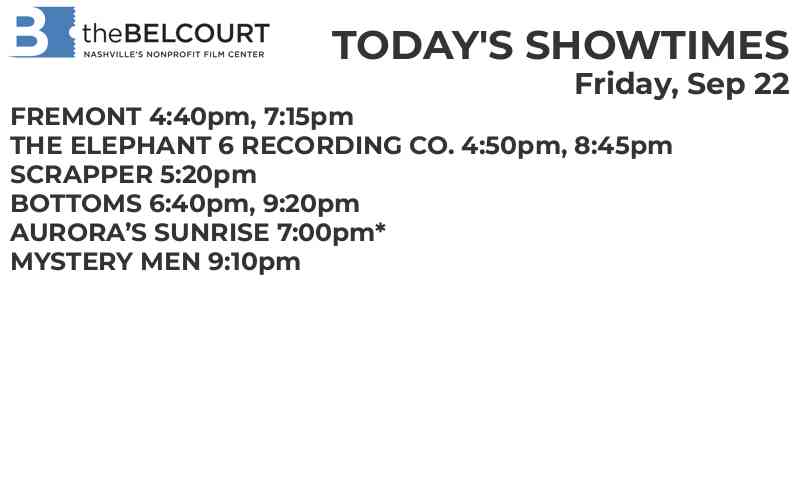 B theBELCOURT
NASHVILLE'S NONPROFIT FILM CENTER
TODAY'S SHOWTIMES
Friday, Sep 22
FREMONT 4:40pm, 7:15pm
THE ELEPHANT 6 RECORDING CO. 4:50pm, 8:45pm
SCRAPPER 5:20pm
BOTTOMS 6:40pm, 9:20pm
AURORA’S SUNRISE 7:00pm*
MYSTERY MEN 9:10pm